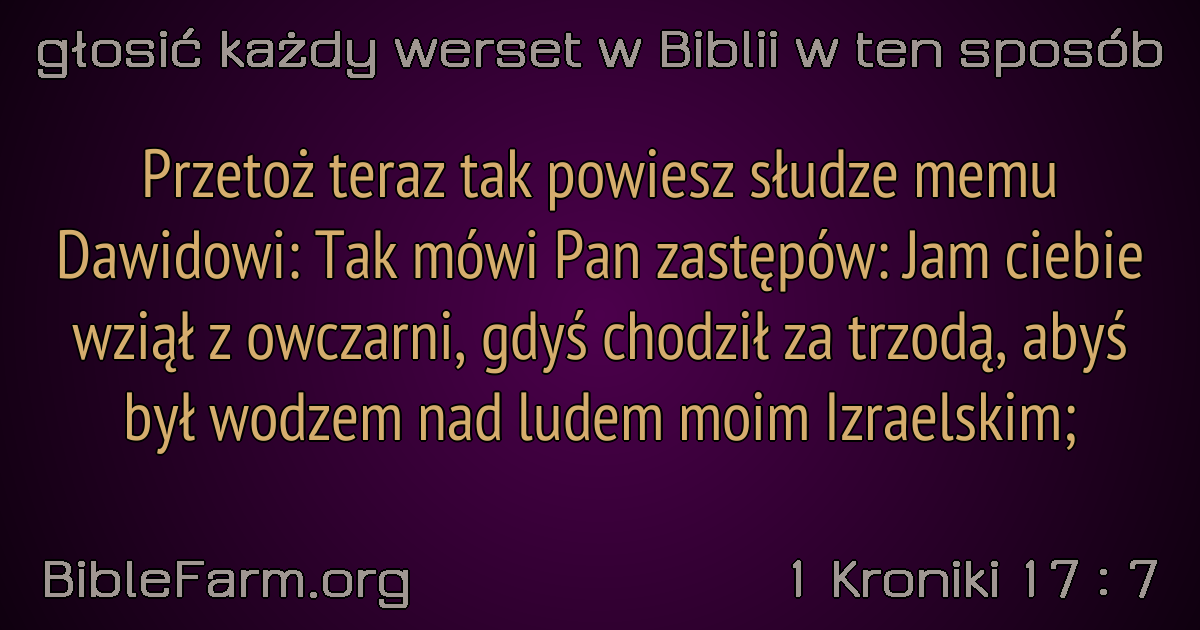 głosić każdy werset w Biblii w ten sposób
Przetoż teraz tak powiesz słudze memu
Dawidowi: Tak mówi Pan zastępów: Jam ciebie
wziął z owczarni, gdyś chodził za trzodą, abyś
był wodzem nad ludem moim Izraelskim;
BibleFarm.org
1 Kroniki 17 : 7